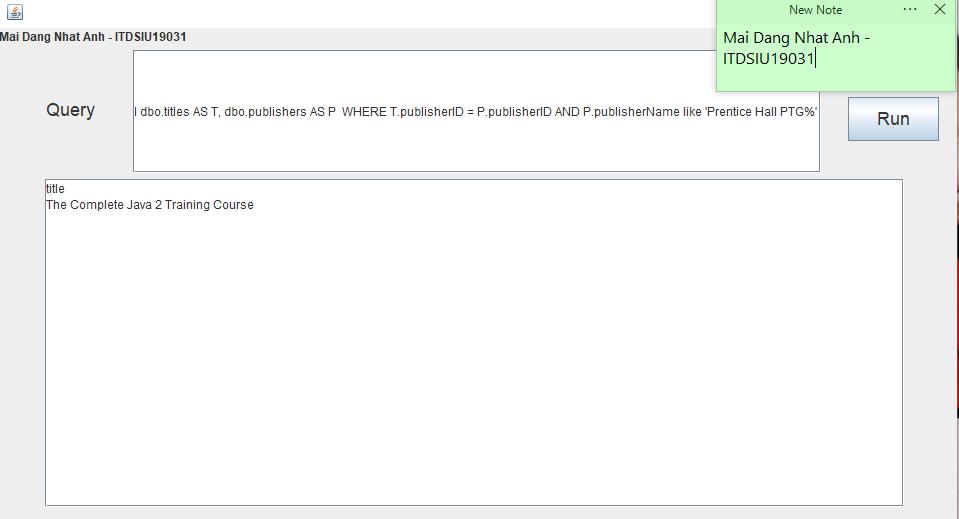 New Note
Mai Dang Nhat Anh -
ITDSIU19031
Mai Dang Nhat Anh - ITDSIU19031
Query
dbo.titles AS T, dbo.publishers AS P  WHERE T.publisherID = P.publisherID AND P.publisherName like 'Prentice Hall PTG%'
Run
title
The Complete Java 2 Training Course